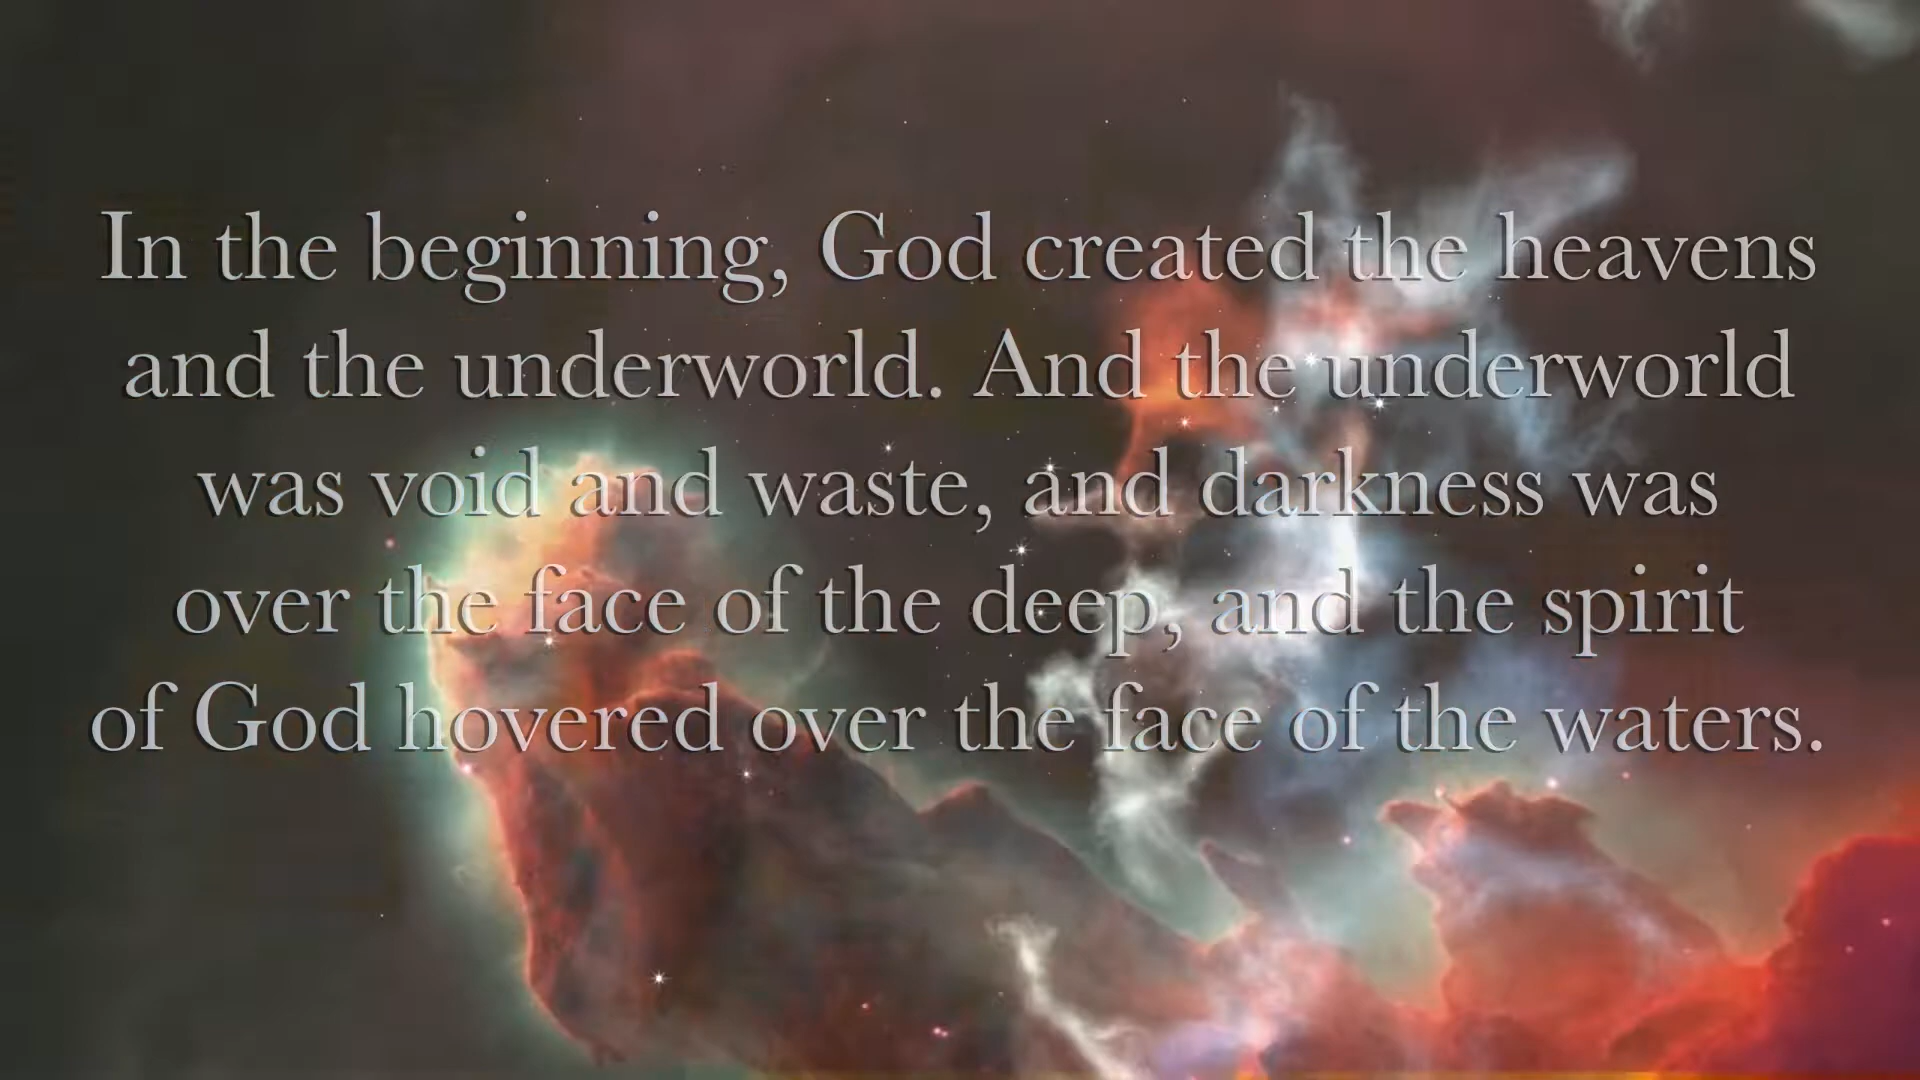 In the beginning, God created the heavens
and the underworld. And the underworld
was void and waste, and darkness was
over the face of the deep, and the spirit
of God hovered over the face of the waters.